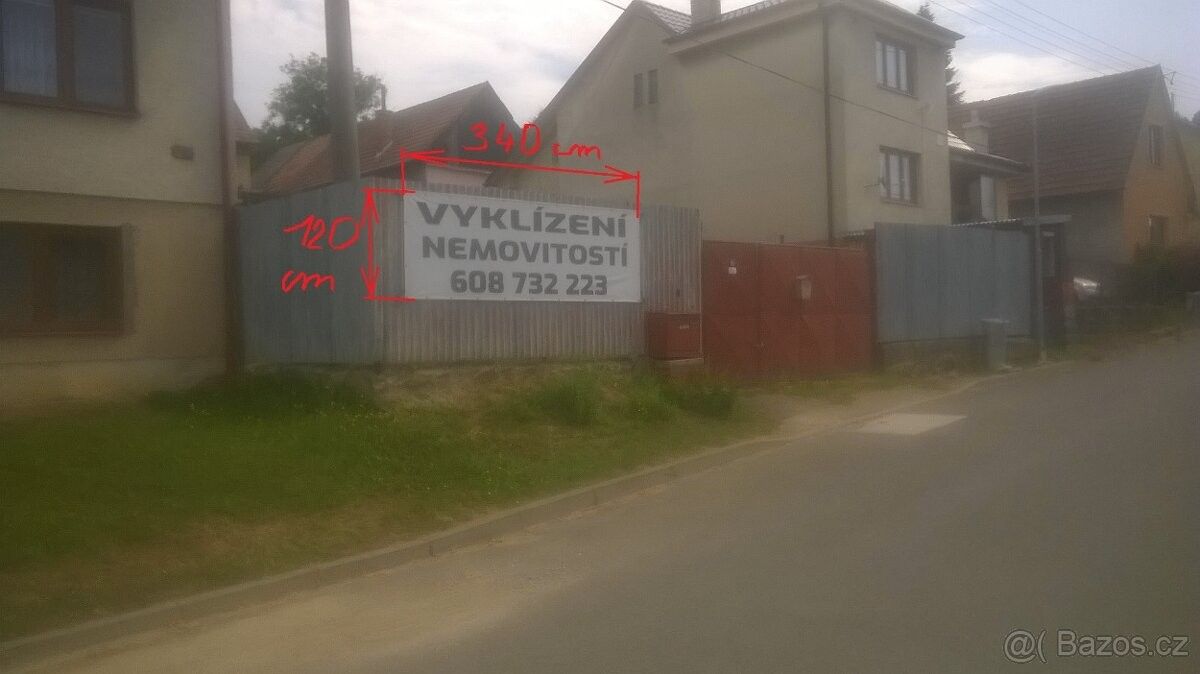 340 cm
120
cm
VYKLÍZENÍ
NEMOVITOSTÍ
608 732 223
@( Bazos.cz